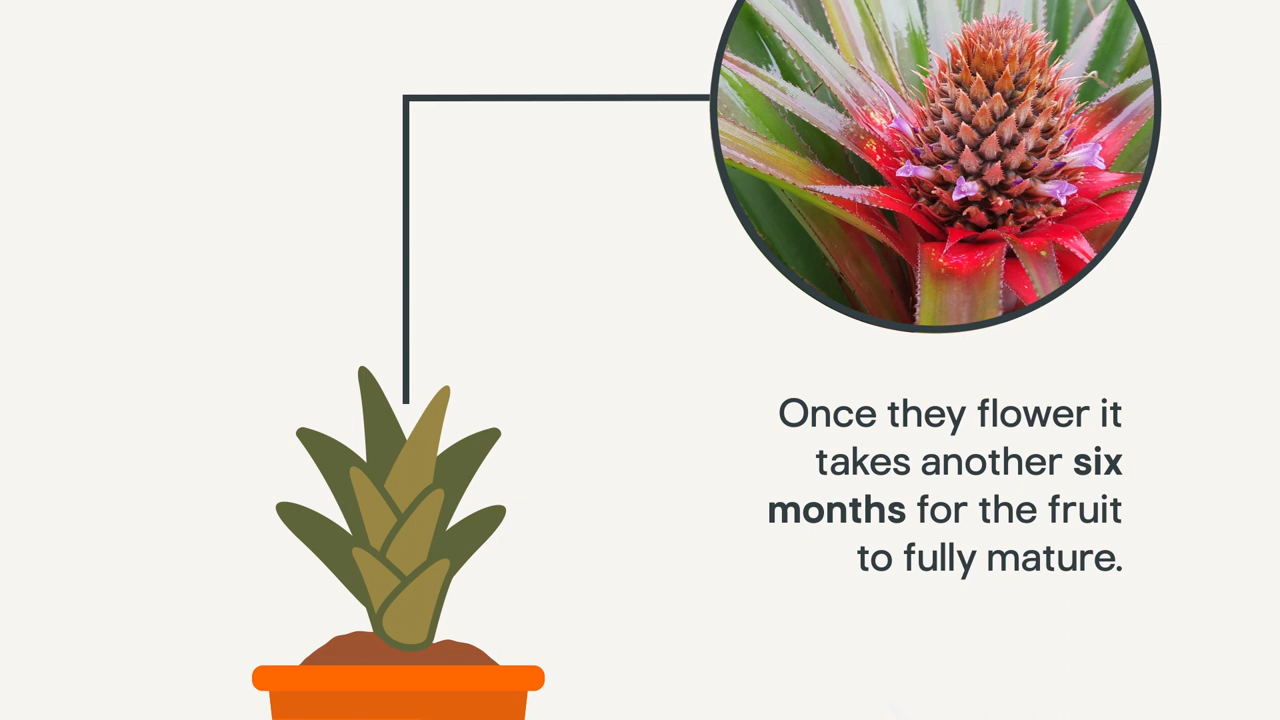 Once they flower it
takes another six
months for the fruit
to fully mature.